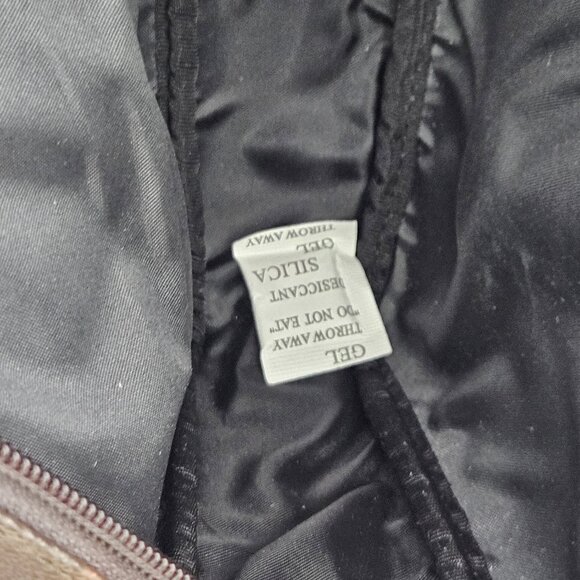 GEL
THROW AWAY
"DO NOT EAT"
DESICCANT
SILICA
GEL
THROW AWAY